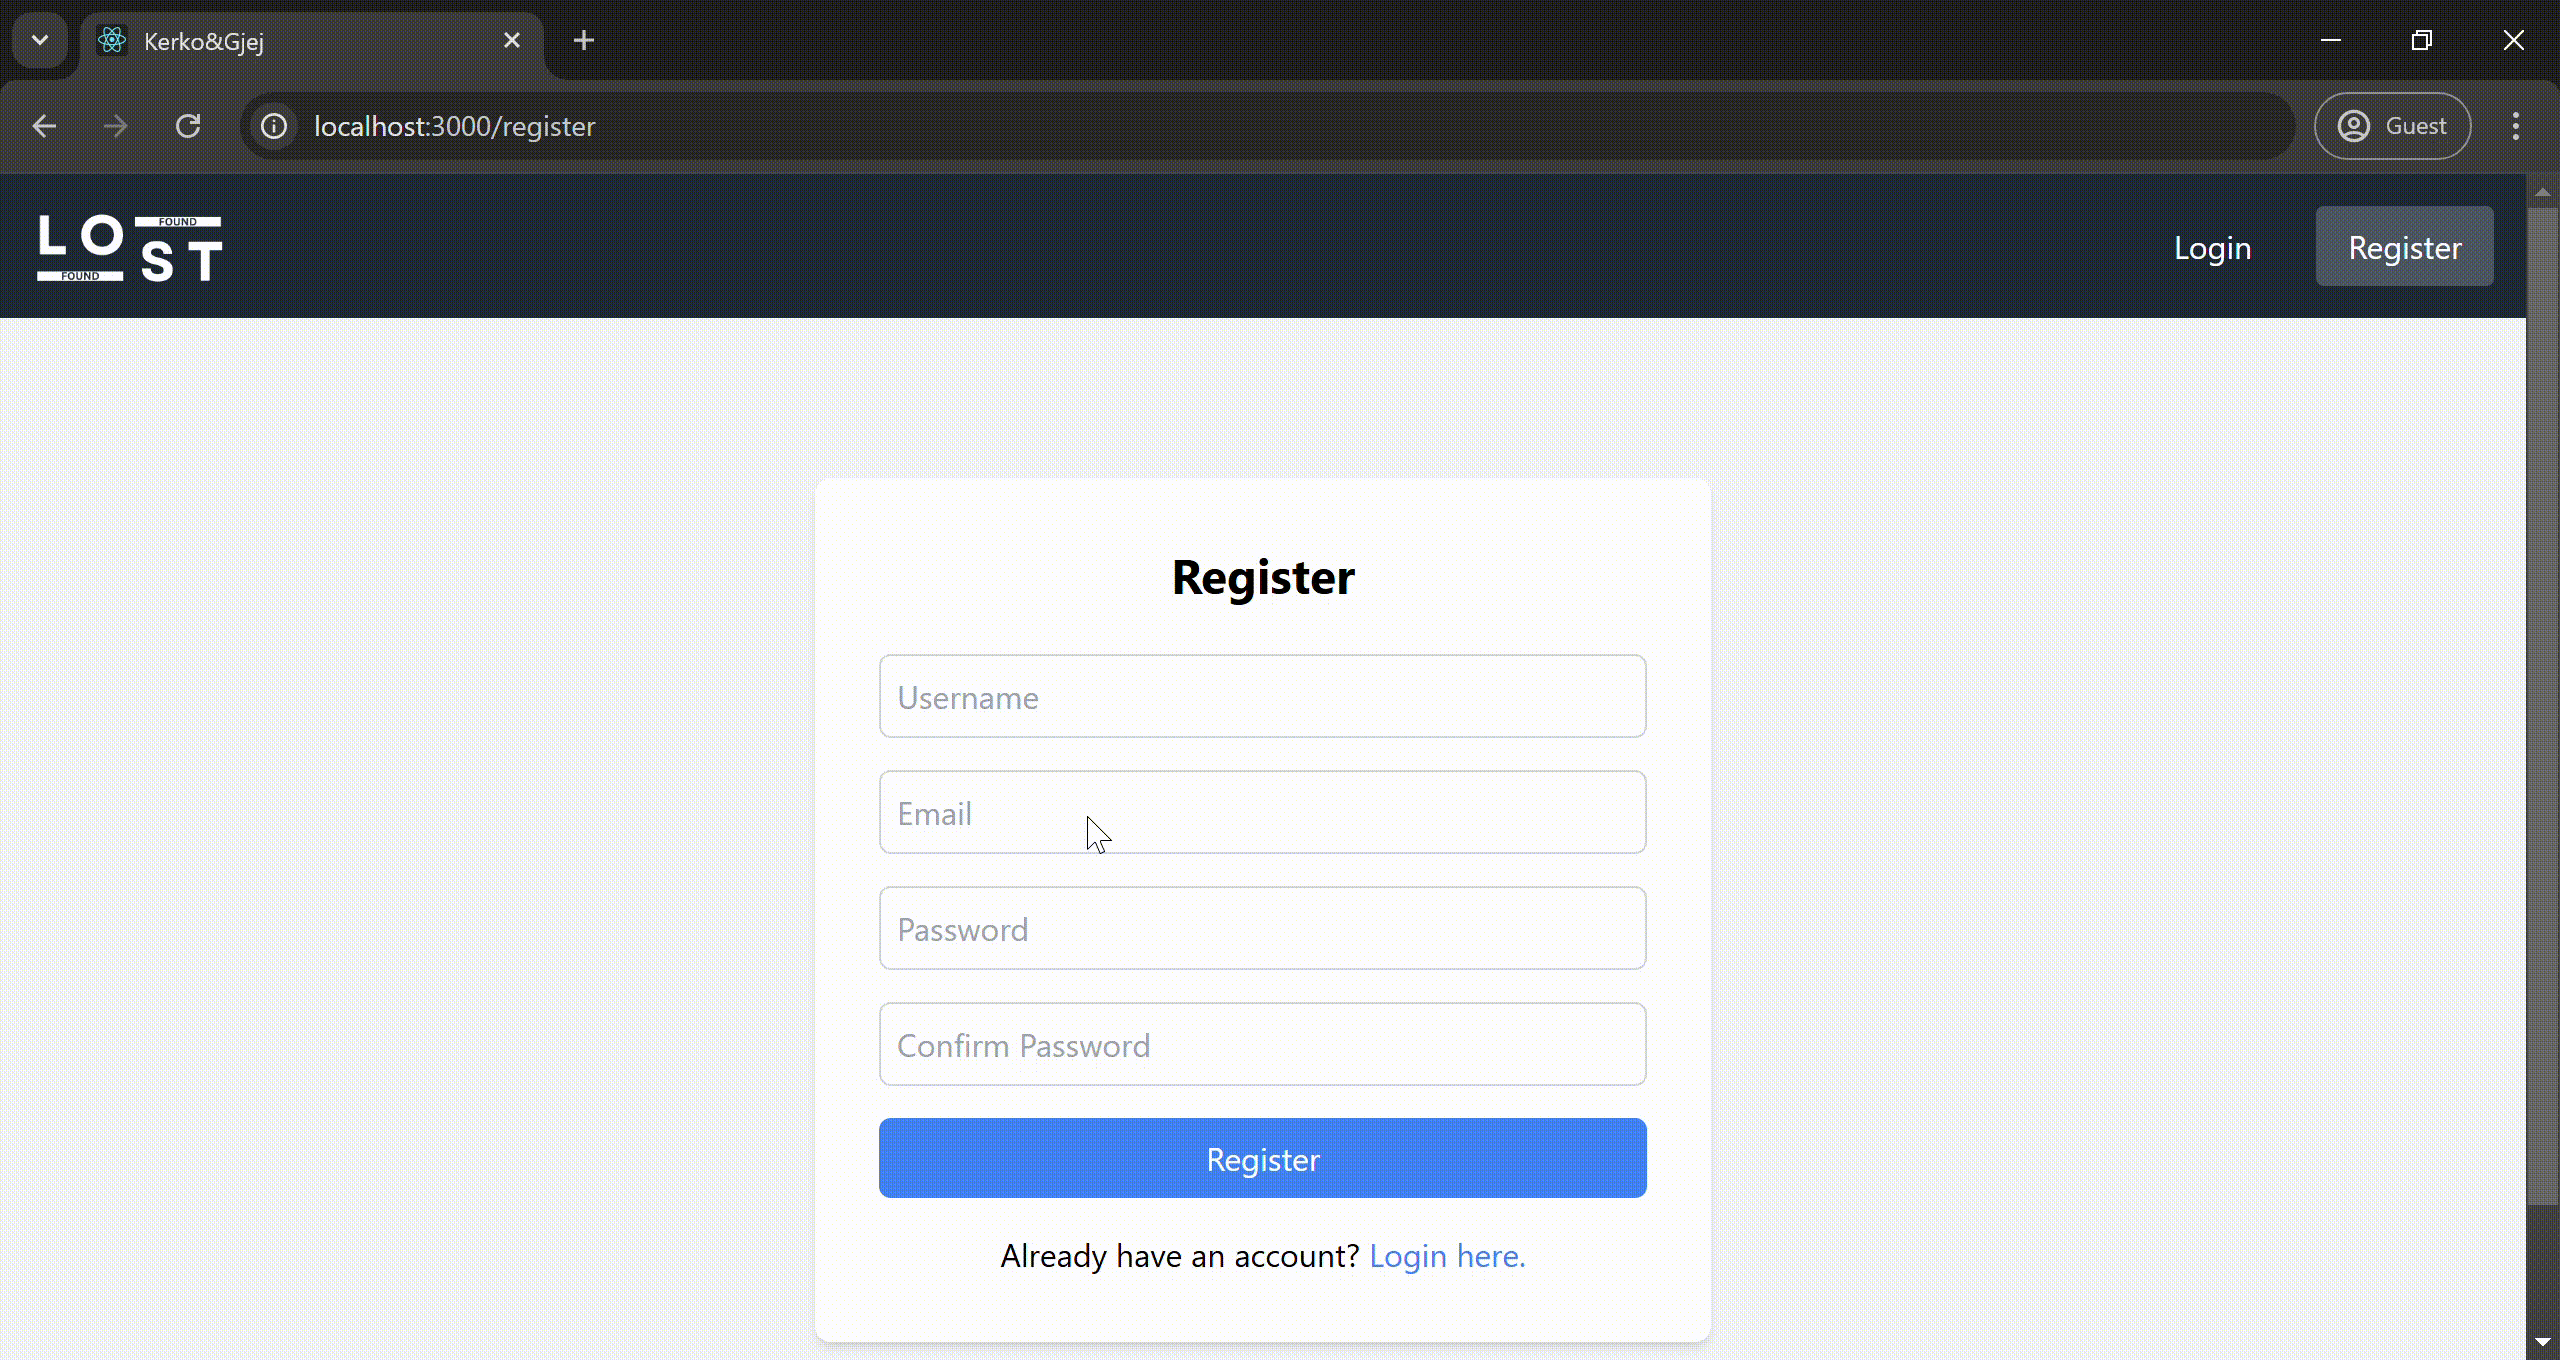 Kerko&Gjej
localhost:3000/register
Guest
LO FOUND
FOUND ST
Login
Register
Register
Username
Email
Password
Confirm Password
Register
Already have an account? Login here.